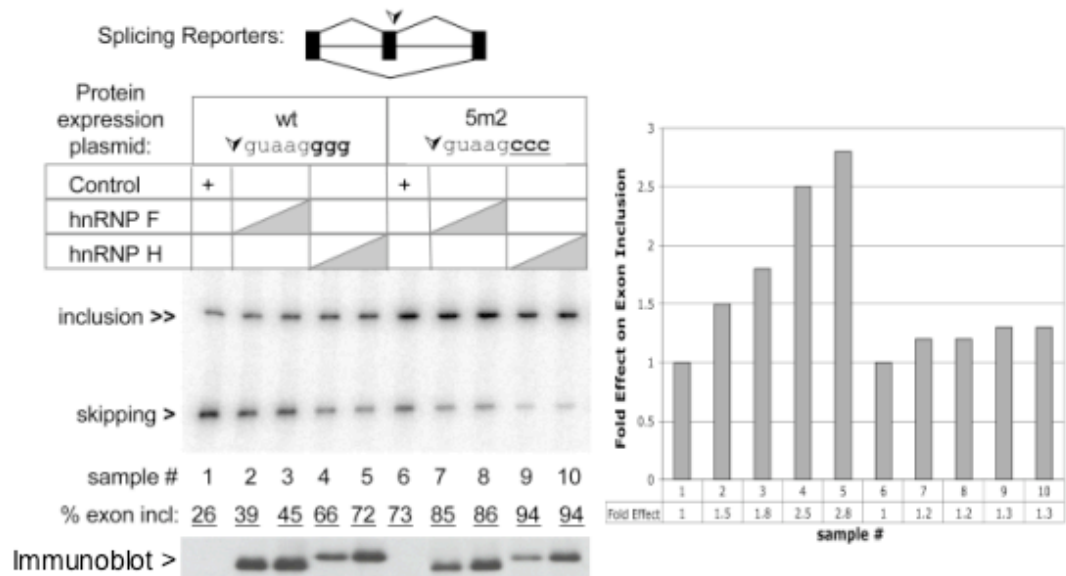 Splicing Reporters:
Protein
expression
plasmid:
wt
guaagggg
5m2
guaagccc
Control + +
hnRNP F
hnRNP H
inclusion >>
skipping >
sample # 1 2 3 4 5 6 7 8 9 10
% exon incl: 26 39 45 66 72 73 85 86 94 94
Immunoblot >
Fold Effect on Exon Inclusion
3
2.5
2
1.5
1
0.5
0
1 2 3 4 5 6 7 8 9 10
Fold Effect 1 1.5 1.8 2.5 2.8 1 1.2 1.2 1.3 1.3
sample #